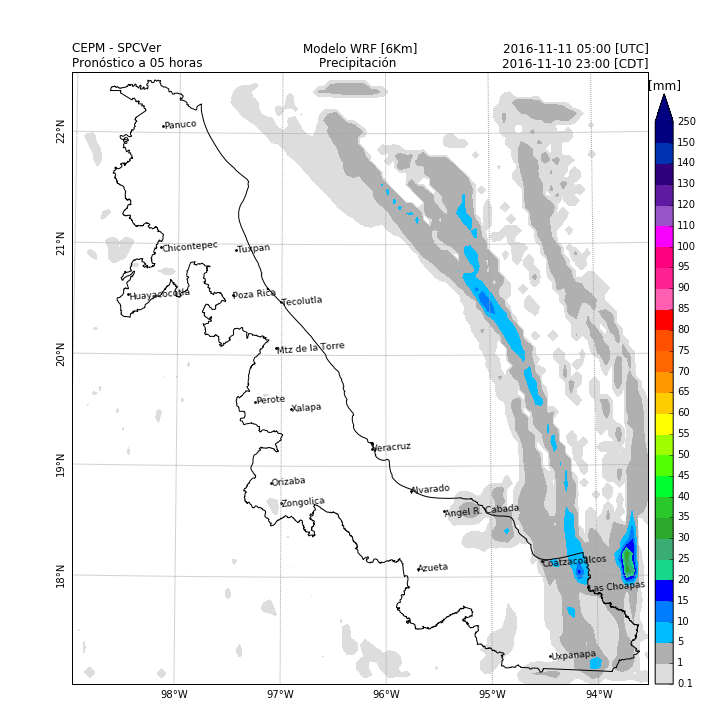 CEPM - SPCVer
Modelo WRF [6Km]
2016-11-11 05:00 [UTC]
Pronóstico a 05 horas
Precipitación
2016-11-10 23:00 [CDT]
[mm]
250
150
140
130
120
110
100
95
90
85
80
75
70
65
60
55
50
45
40
35
30
25
20
15
10
5
1
0.1
22°N
21°N
20°N
19°N
18°N
Panuco
Chicontepec
Tuxpan
Huayacocotla
Poza Rica
Tecolutla
Mtz de la Torre
Perote
Xalapa
Veracruz
Orizaba
Alvarado
Zongolica
Angel R. Cabada
Azueta
Coatzacoalcos
Las Choapas
Uxpanapa
98°W
97°W
96°W
95°W
94°W